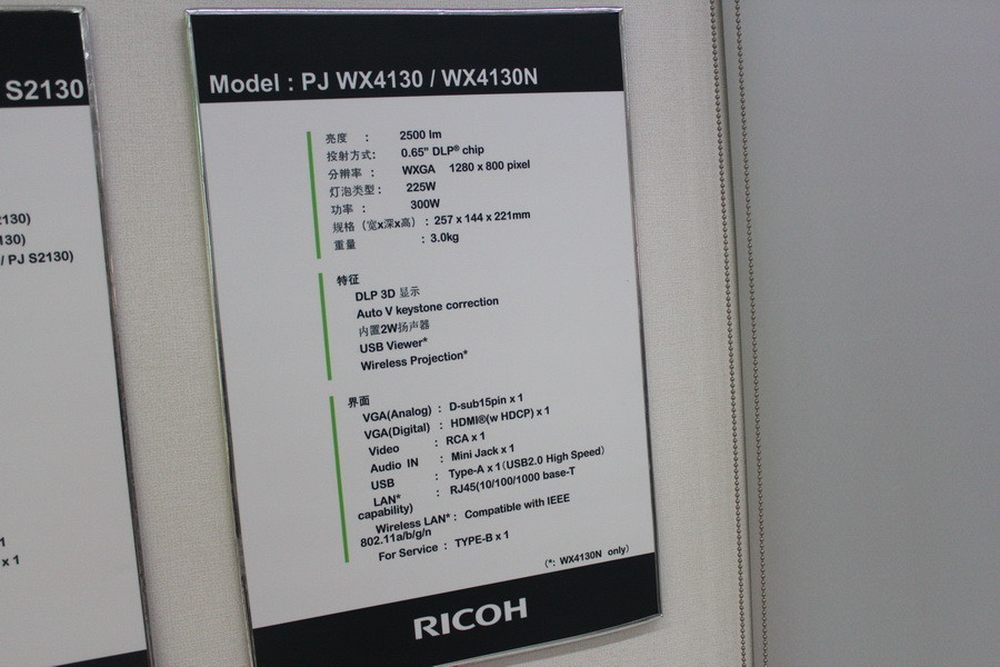 S2130
2130)
130)
/ PJ S2130)
1
x 1
Model : PJ WX4130 / WX4130N
亮度 : 2500 lm
投射方式: 0.65” DLP® chip
分辨率 : WXGA 1280 x 800 pixel
灯泡类型 : 225W
功率 : 300W
规格（宽x深x高）: 257 x 144 x 221mm
重量 : 3.0kg
特征
DLP 3D 显示
Auto V keystone correction
内置2W扬声器
USB Viewer*
Wireless Projection*
界面
VGA(Analog) : D-sub15pin x 1
VGA(Digital) : HDMI®(w HDCP) x 1
Video : RCA x 1
Audio IN : Mini Jack x 1
USB : Type-A x 1（USB2.0 High Speed）
LAN* : RJ45(10/100/1000 base-T
capability)
Wireless LAN* : Compatible with IEEE
802.11a/b/g/n
For Service : TYPE-B x 1
(*: WX4130N only)
RICOH